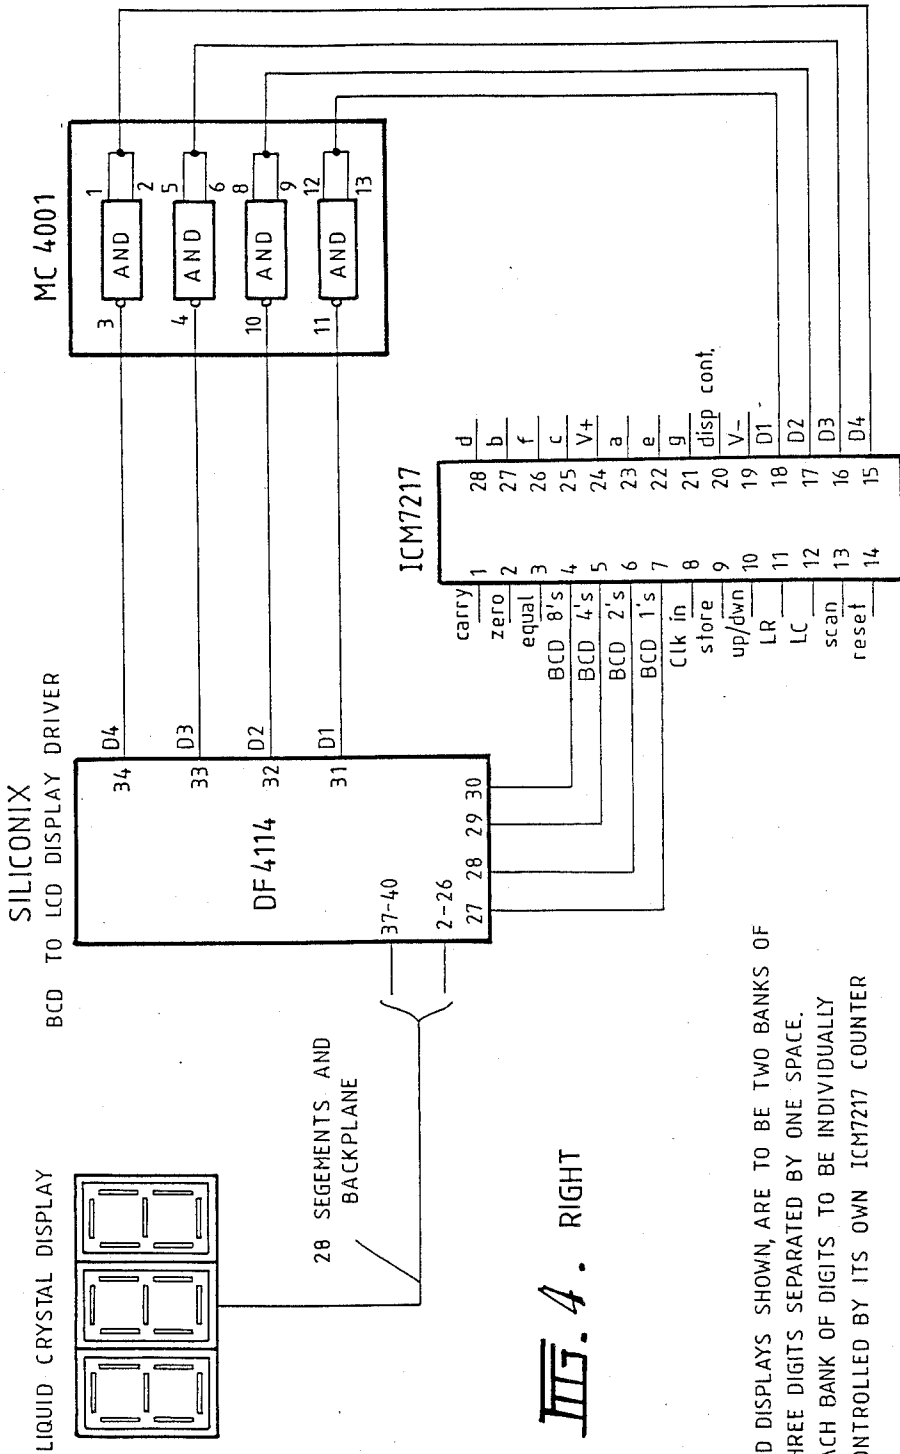 SILICONIX
BCD TO LCD DISPLAY DRIVER
LIQUID CRYSTAL DISPLAY
MC 4001
3 AND 1
2
4 AND 5
6
10 AND 8
9
11 AND 12
13
34 D4
33 D3
32 D2
31 D1
DF4114
37-40
2-26
27 28 29 30
28 SEGEMENTS AND
BACKPLANE
ICM7217
carry 1 28 d
zero 2 27 b
equal 3 26 f
BCD 8's 4 25 c
BCD 4's 5 24 V+
BCD 2's 6 23 a
BCD 1's 7 22 e
Clk in 8 21 g
store 9 20 disp cont.
up/dwn 10 19 V-
LR 11 18 D1
LC 12 17 D2
scan 13 16 D3
reset 14 15 D4
FIG. 4. RIGHT
D DISPLAYS SHOWN, ARE TO BE TWO BANKS OF
HREE DIGITS SEPARATED BY ONE SPACE.
ACH BANK OF DIGITS TO BE INDIVIDUALLY
ONTROLLED BY ITS OWN ICM7217 COUNTER